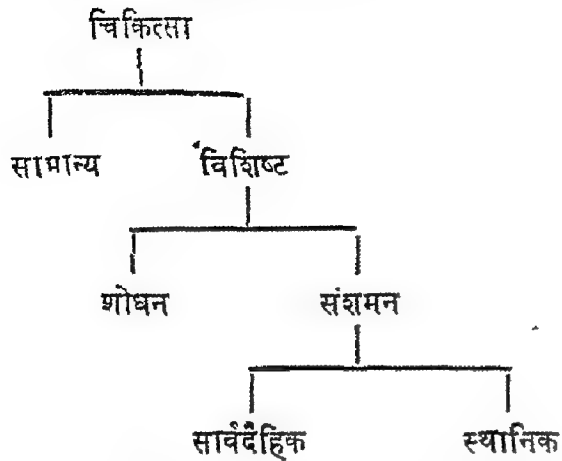 चिकित्सा
सामान्य विशिष्ट
शोधन संशमन
सार्वदैहिक स्थानिक